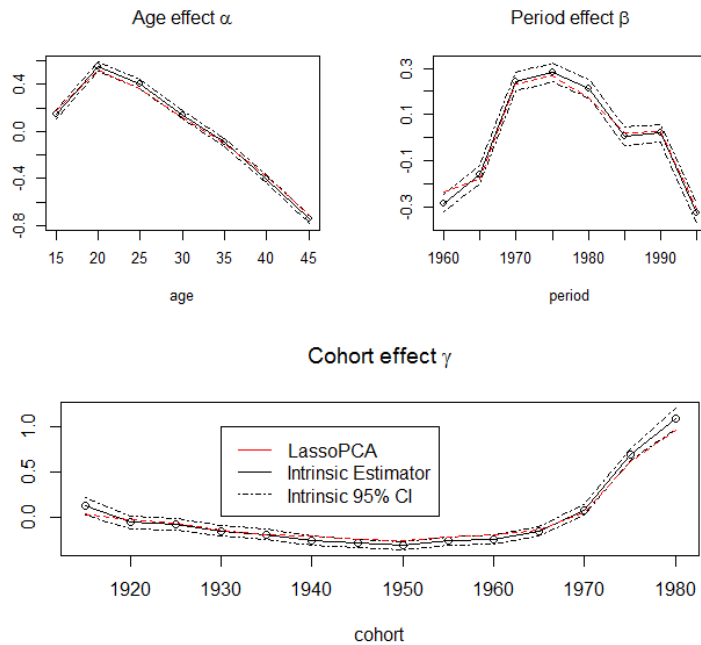 Age effect α
0.4
0.0
-0.8
15 20 25 30 35 40 45
age
Period effect β
0.3
0.1
-0.1
-0.3
1960 1970 1980 1990
period
Cohort effect γ
1.0
0.5
0.0
LassoPCA
Intrinsic Estimator
Intrinsic 95% CI
1920 1930 1940 1950 1960 1970 1980
cohort